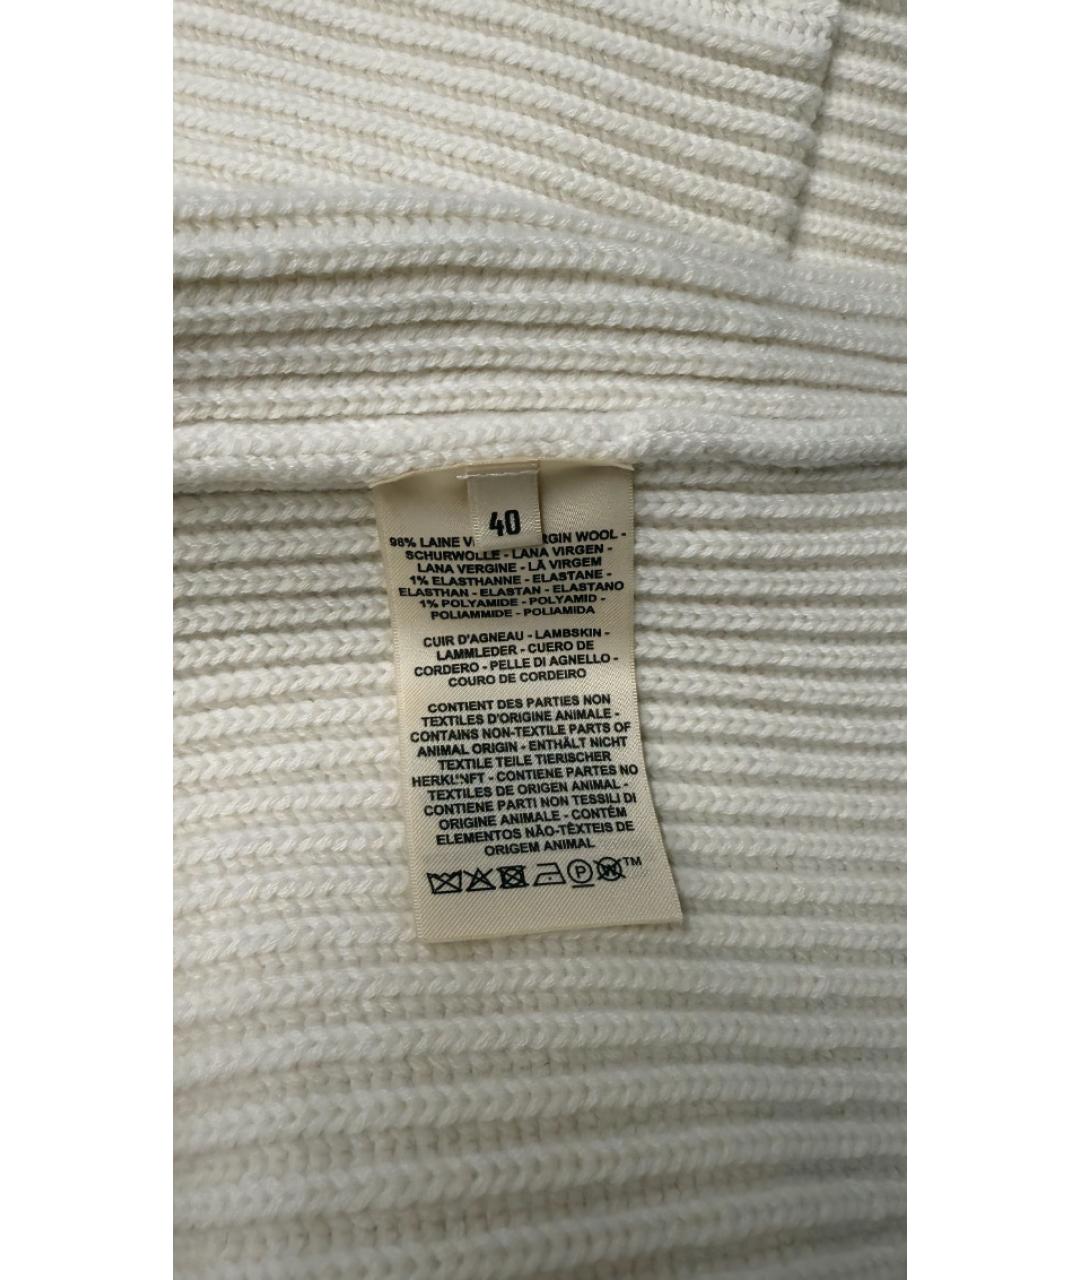 40
98% LAINE V RGIN WOOL -
SCHURWOLLE - LANA VIRGEN -
LANA VERGINE - LÃ VIRGEM
1% ELASTHANNE - ELASTANE -
ELASTHAN - ELASTAN - ELASTANO
1% POLYAMIDE - POLYAMID -
POLIAMMIDE - POLIAMIDA
CUIR D'AGNEAU - LAMBSKIN -
LAMMLEDER - CUERO DE
CORDERO - PELLE DI AGNELLO -
COURO DE CORDEIRO
CONTIENT DES PARTIES NON
TEXTILES D'ORIGINE ANIMALE -
CONTAINS NON-TEXTILE PARTS OF
ANIMAL ORIGIN - ENTHÄLT NICHT
TEXTILE TEILE TIERISCHER
HERKUNFT - CONTIENE PARTES NO
TEXTILES DE ORIGEN ANIMAL -
CONTIENE PARTI NON TESSILI DI
ORIGINE ANIMALE - CONTÉM
ELEMENTOS NÃO-TÊXTEIS DE
ORIGEM ANIMAL
P W TM